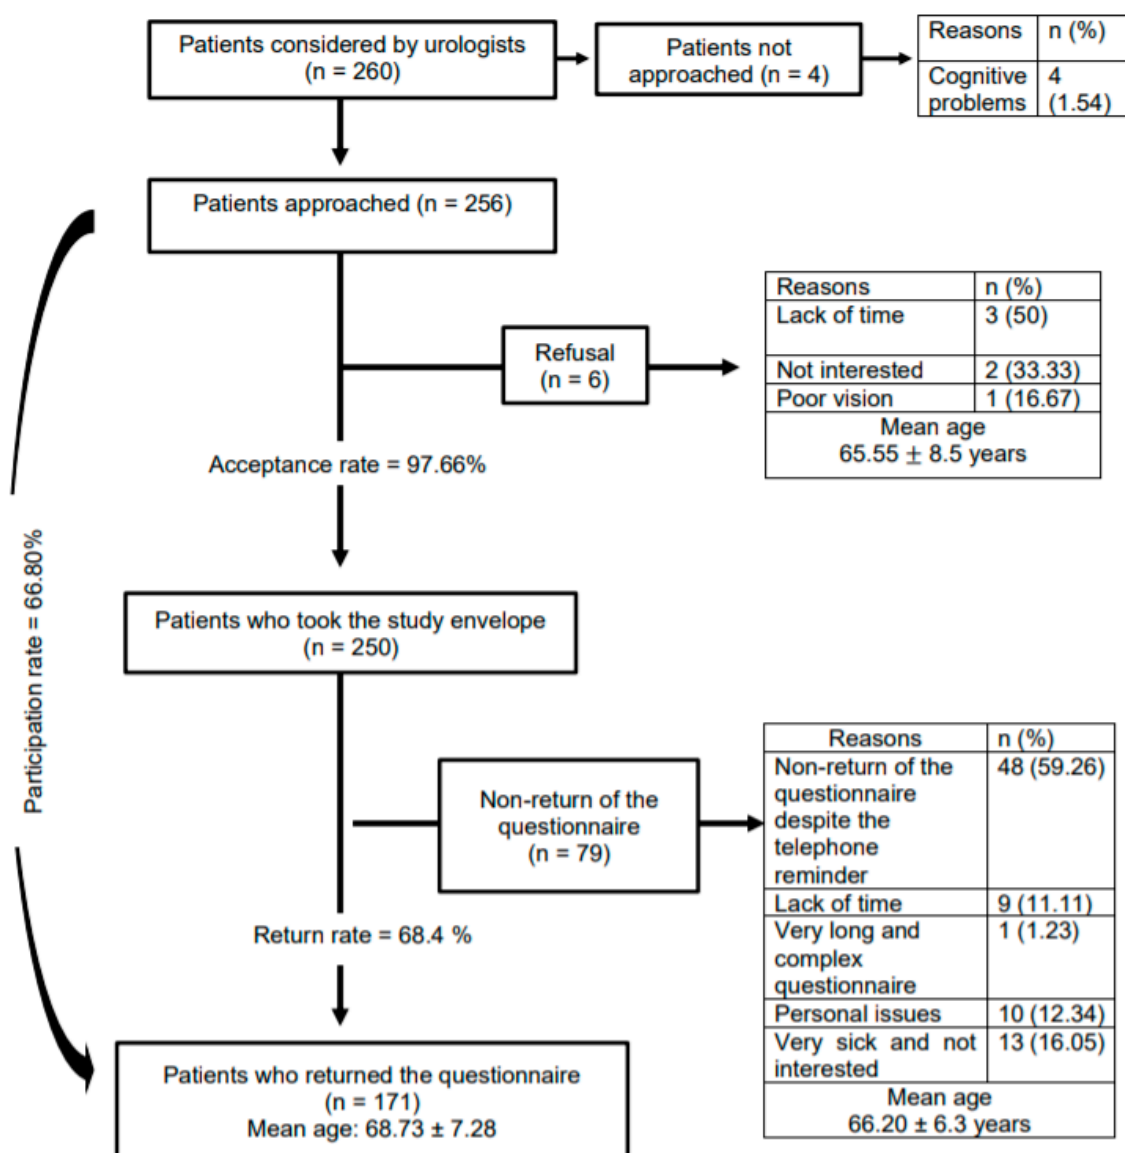 Patients considered by urologists
(n = 260)
Patients not
approached (n = 4)
Reasons n (%)
Cognitive 4
problems (1.54)
Patients approached (n = 256)
Reasons n (%)
Lack of time 3 (50)
Not interested 2 (33.33)
Poor vision 1 (16.67)
Mean age
65.55 ± 8.5 years
Refusal
(n = 6)
Acceptance rate = 97.66%
Participation rate = 66.80%
Patients who took the study envelope
(n = 250)
Non-return of the
questionnaire
(n = 79)
Reasons n (%)
Non-return of the 48 (59.26)
questionnaire
despite the
telephone
reminder
Lack of time 9 (11.11)
Very long and 1 (1.23)
complex
questionnaire
Personal issues 10 (12.34)
Very sick and not 13 (16.05)
interested
Mean age
66.20 ± 6.3 years
Return rate = 68.4 %
Patients who returned the questionnaire
(n = 171)
Mean age: 68.73 ± 7.28